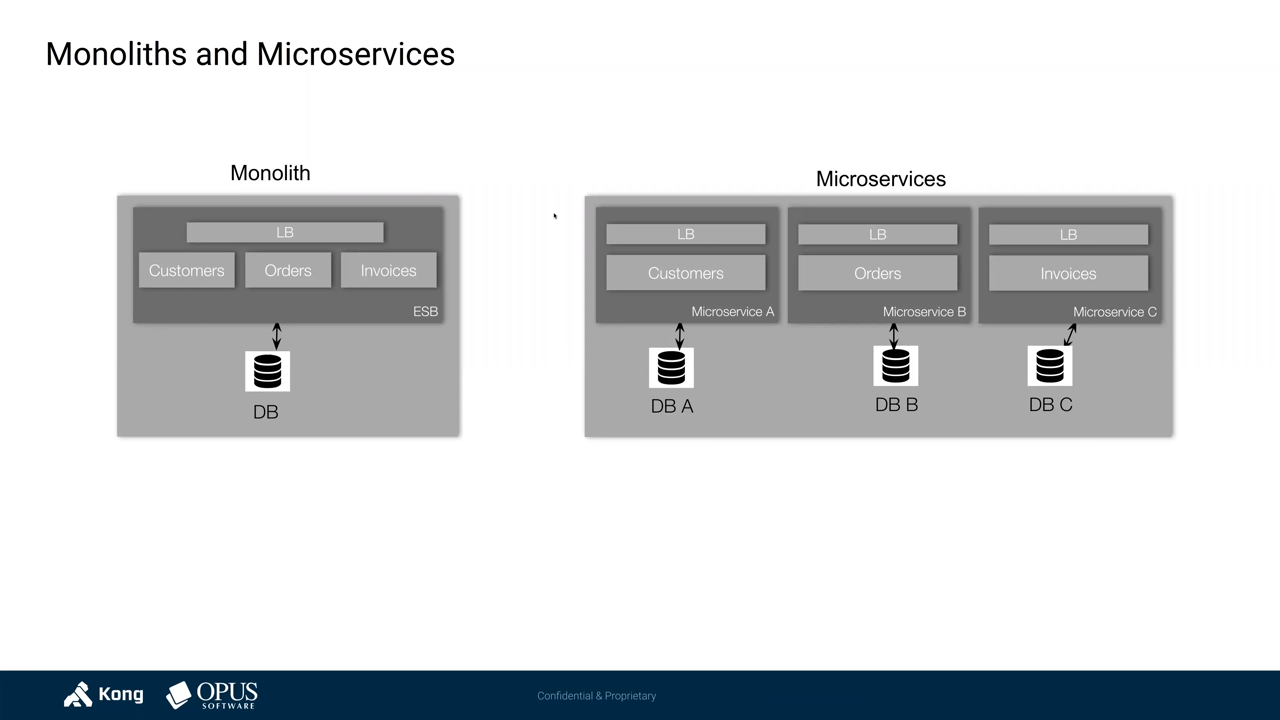 Monoliths and Microservices
Monolith
LB
Customers
Orders
Invoices
ESB
DB
Microservices
LB
Customers
Microservice A
LB
Orders
Microservice B
LB
Invoices
Microservice C
DB A
DB B
DB C
Kong
OPUS
SOFTWARE
Confidential & Proprietary